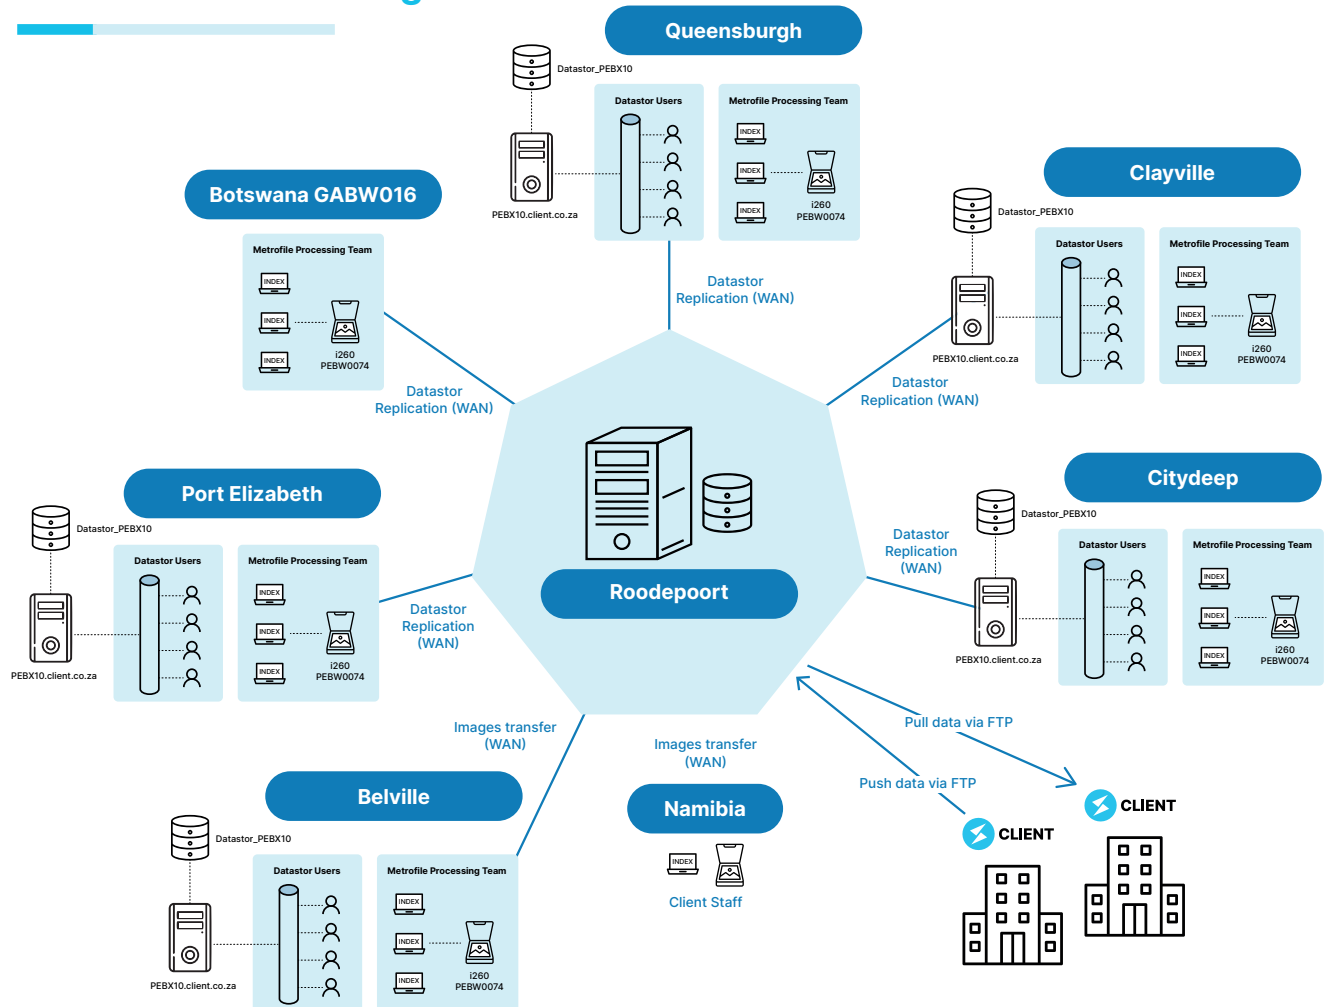 Queensburgh
Datastor_PEBX10
Datastor Users
Metrofile Processing Team
INDEX
INDEX
INDEX
i260
PEBW0074
PEBX10.client.co.za
Datastor
Replication (WAN)
Botswana GABW016
Metrofile Processing Team
INDEX
INDEX
INDEX
i260
PEBW0074
Datastor
Replication (WAN)
Clayville
Datastor_PEBX10
Datastor Users
Metrofile Processing Team
INDEX
INDEX
INDEX
i260
PEBW0074
PEBX10.client.co.za
Datastor
Replication (WAN)
Port Elizabeth
Datastor_PEBX10
Datastor Users
Metrofile Processing Team
INDEX
INDEX
INDEX
i260
PEBW0074
PEBX10.client.co.za
Datastor
Replication
(WAN)
Roodepoort
Citydeep
Datastor_PEBX10
Datastor Users
Metrofile Processing Team
INDEX
INDEX
INDEX
i260
PEBW0074
PEBX10.client.co.za
Datastor
Replication
(WAN)
Images transfer
(WAN)
Belville
Datastor_PEBX10
Datastor Users
Metrofile Processing Team
INDEX
INDEX
INDEX
i260
PEBW0074
PEBX10.client.co.za
Images transfer
(WAN)
Namibia
INDEX
Client Staff
Pull data via FTP
Push data via FTP
CLIENT
CLIENT